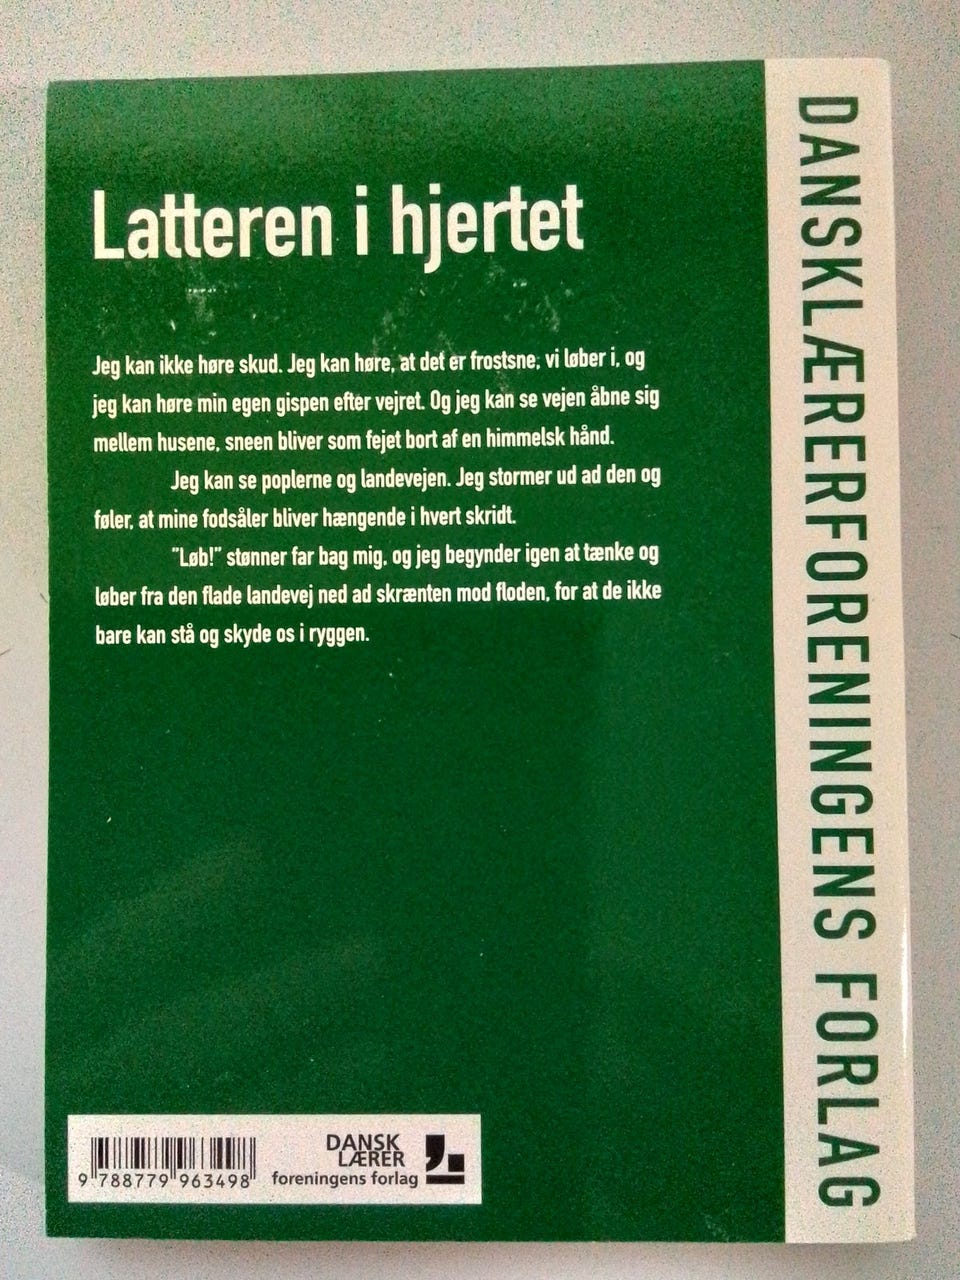 Latteren i hjertet
Jeg kan ikke høre skud. Jeg kan høre, at det er frostsne, vi løber i, og
jeg kan høre min egen gispen efter vejret. Og jeg kan se vejen åbne sig
mellem husene, sneen bliver som fejet bort af en himmelsk hånd.
Jeg kan se poplerne og landevejen. Jeg stormer ud ad den og
føler, at mine fodsåler bliver hængende i hvert skridt.
"Løb!" stønner far bag mig, og jeg begynder igen at tænke og
løber fra den flade landevej ned ad skrænten mod floden, for at de ikke
bare kan stå og skyde os i ryggen.
9 788779 963498
DANSK
LÆRER
foreningens forlag
DANSKLÆRERFORENINGENS FORLAG